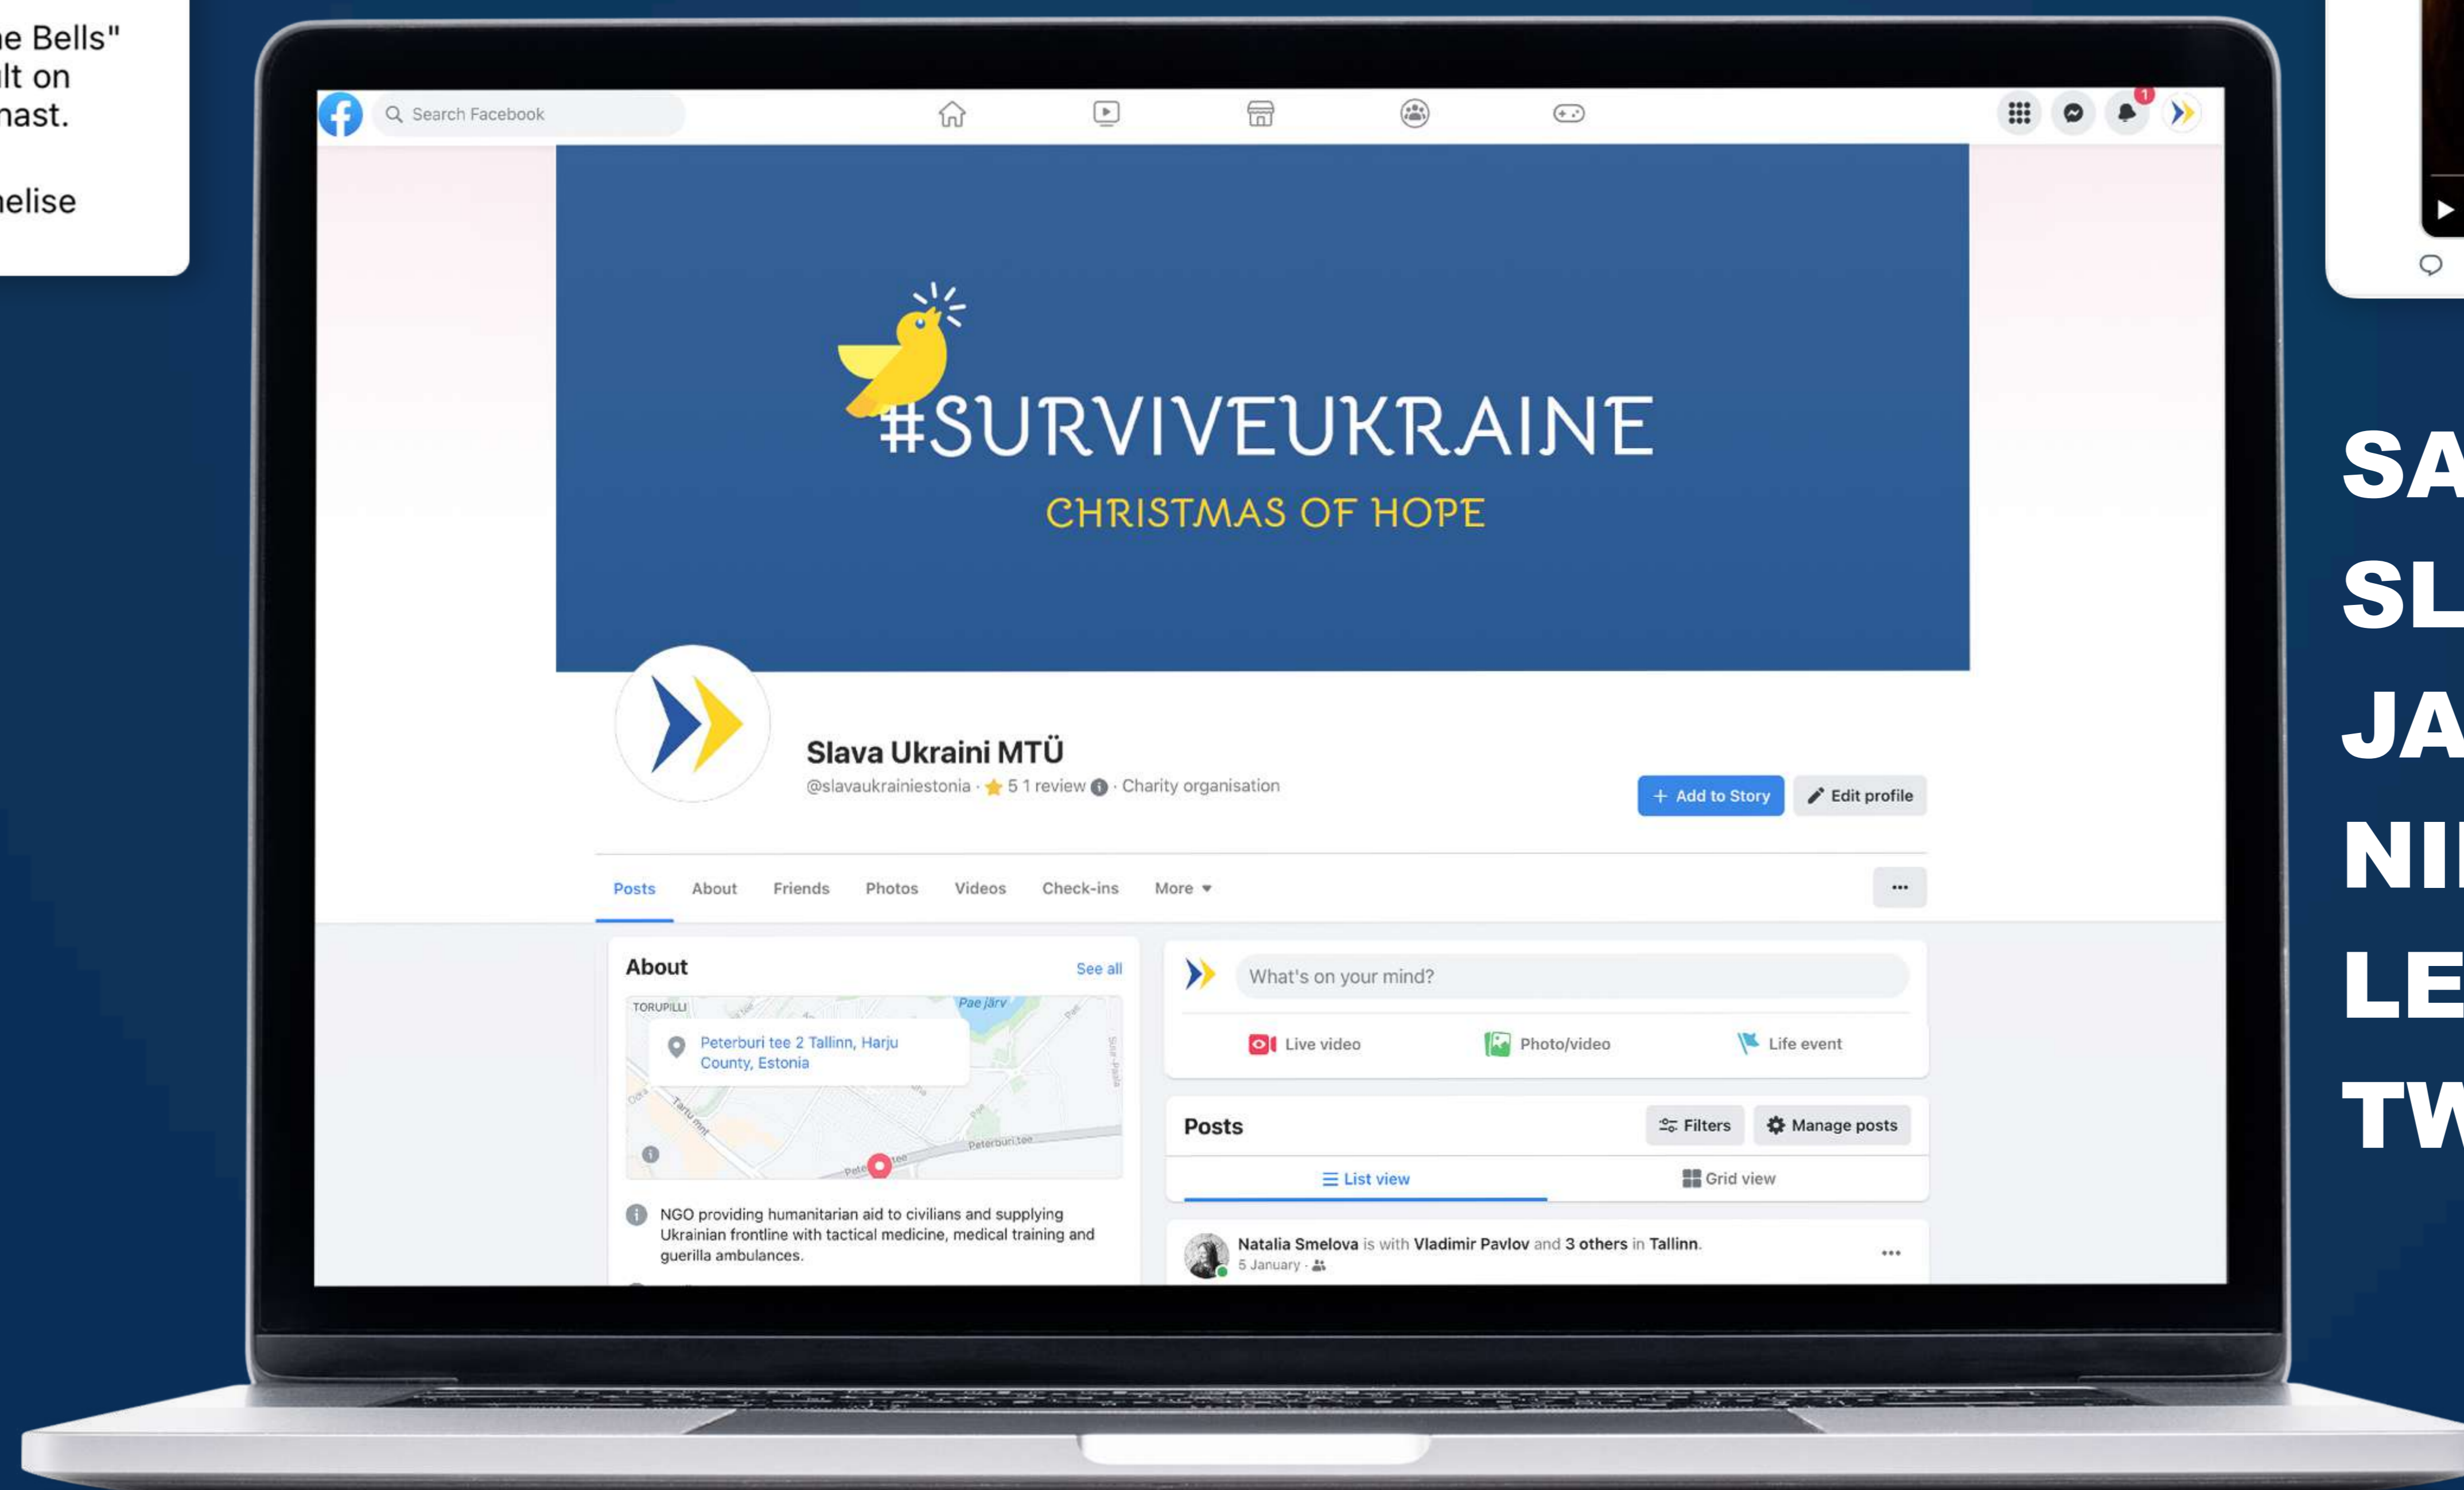 Bells"
on
Search Facebook
1
#SURVIVEUKRAINE
CHRISTMAS OF HOPE
Slava Ukraini MTÜ
@slavaukrainiestonia · 5 1 review · Charity organisation
+ Add to Story
Edit profile
Posts About Friends Photos Videos Check-ins More
About
See all
TORUPILLI
Pae järv
Pae
Suur-Paala
Peterburi tee 2 Tallinn, Harju
County, Estonia
Tartu mnt
Pae
Peterburi tee
What's on your mind?
Live video
Photo/video
Life event
Posts
Filters
Manage posts
List view
Grid view
NGO providing humanitarian aid to civilians and supplying
Ukrainian frontline with tactical medicine, medical training and
guerilla ambulances.
Natalia Smelova is with Vladimir Pavlov and 3 others in Tallinn.
5 January ·
SA
SL
JA
LE